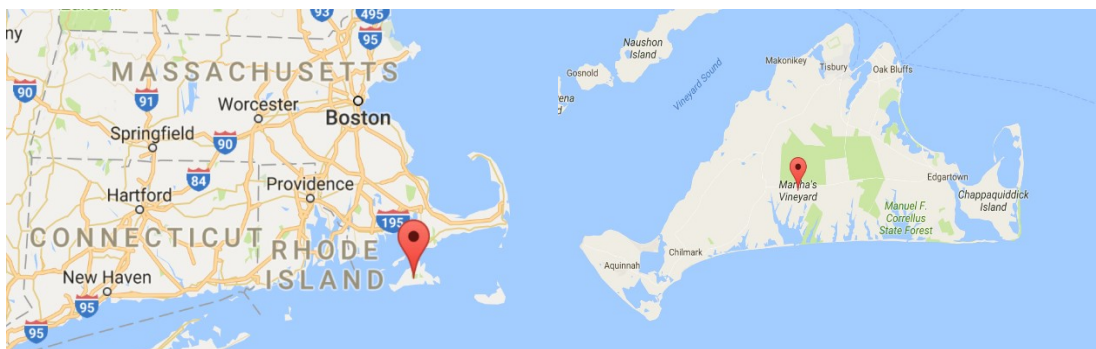 93
495
95
ny
MASSACHUSETTS
90
91
Worcester
Boston
Springfield
90
84
Hartford
Providence
195
CONNECTICUT
RHODE
ISLAND
New Haven
95
95
Naushon
Island
Gosnold
Vineyard Sound
Makonikey
Tisbury
Oak Bluffs
Martha's
Vineyard
Edgartown
Chappaquiddick
Island
Manuel F.
Correllus
State Forest
Chilmark
Aquinnah